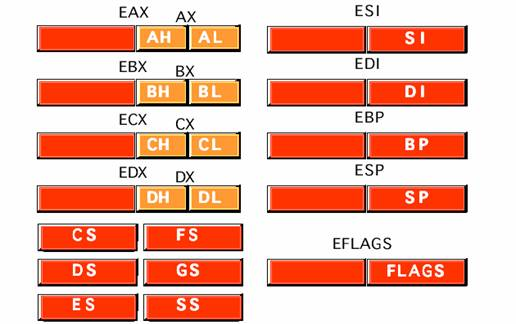 EAX AX
AH AL
EBX BX
BH BL
ECX CX
CH CL
EDX DX
DH DL
CS FS
DS GS
ES SS
ESI
SI
EDI
DI
EBP
BP
ESP
SP
EFLAGS
FLAGS